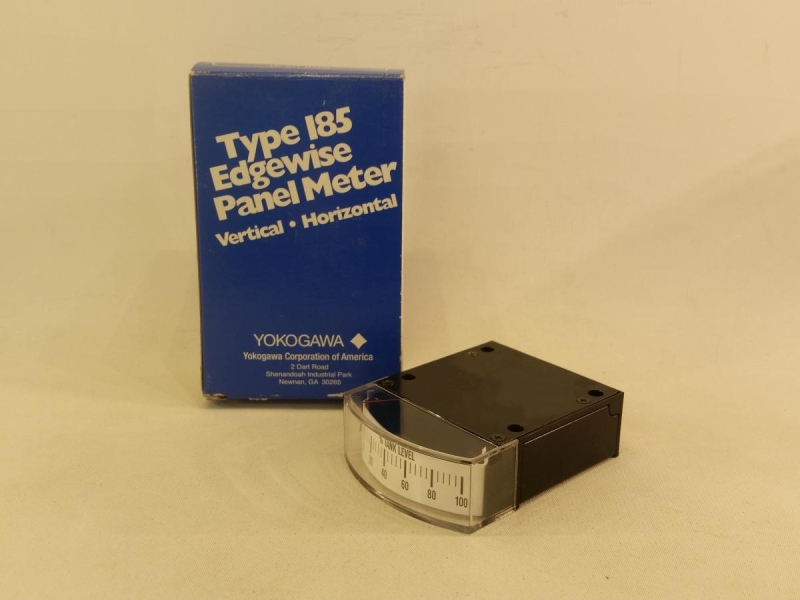 Type 185
Edgewise
Panel Meter
Vertical • Horizontal
YOKOGAWA
Yokogawa Corporation of America
2 Dart Road
Shenandoah Industrial Park
Newnan, GA 30265
% TANK LEVEL
40 60 80 100